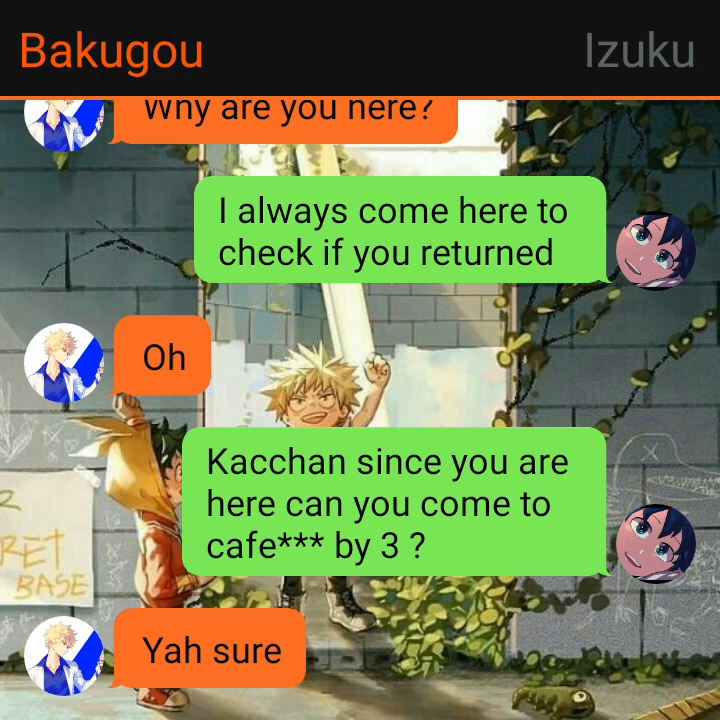 Bakugou
Izuku
Why are you here?
I always come here to
check if you returned
Oh
Kacchan since you are
here can you come to
cafe*** by 3 ?
Yah sure
RET
BASE